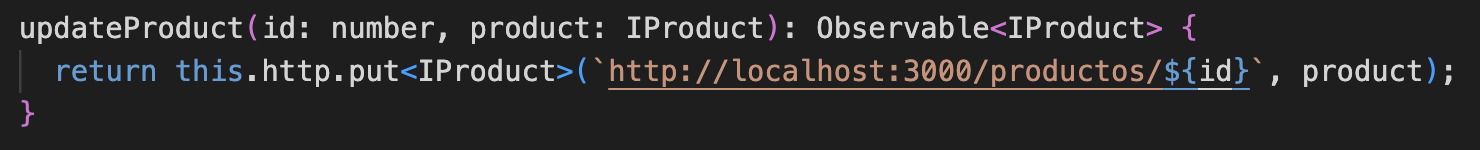 updateProduct(id: number, product: IProduct): Observable<IProduct> {
  return this.http.put<IProduct>(`http://localhost:3000/productos/${id}`, product);
}